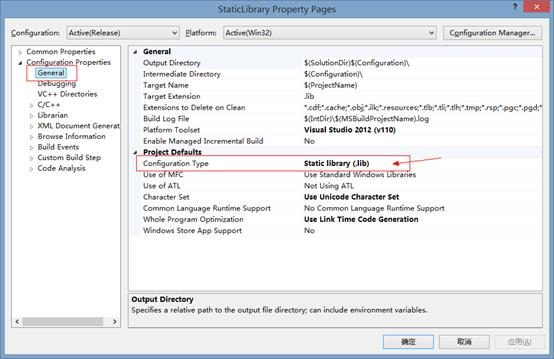 StaticLibrary Property Pages
?
Configuration: Active(Release) Platform: Active(Win32) Configuration Manager...
Common Properties
Configuration Properties
General
Debugging
VC++ Directories
C/C++
Librarian
XML Document Generat
Browse Information
Build Events
Custom Build Step
Code Analysis
General
Output Directory $(SolutionDir)$(Configuration)\
Intermediate Directory $(Configuration)\
Target Name $(ProjectName)
Target Extension .lib
Extensions to Delete on Clean *.cdf;*.cache;*.obj;*.ilk;*.resources;*.tlb;*.tli;*.tlh;*.tmp;*.rsp;*.pgc;*.pgd;*
Build Log File $(IntDir)\$(MSBuildProjectName).log
Platform Toolset Visual Studio 2012 (v110)
Enable Managed Incremental Build No
Project Defaults
Configuration Type Static library (.lib)
Use of MFC Use Standard Windows Libraries
Use of ATL Not Using ATL
Character Set Use Unicode Character Set
Common Language Runtime Support No Common Language Runtime Support
Whole Program Optimization Use Link Time Code Generation
Windows Store App Support No
Output Directory
Specifies a relative path to the output file directory; can include environment variables.
确定 取消 应用(A)